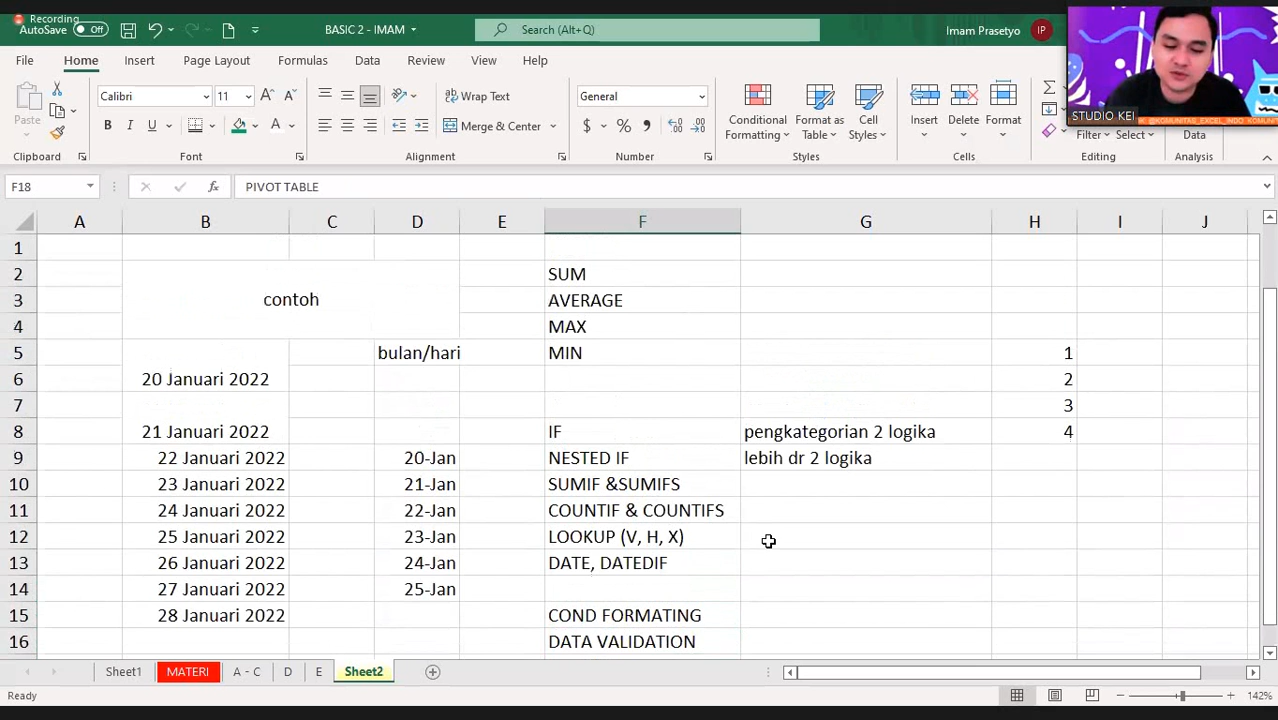 Recording
AutoSave Off BASIC 2 - IMAM Search (Alt+Q) Imam Prasetyo IP
File Home Insert Page Layout Formulas Data Review View Help
Paste Calibri 11 Wrap Text General Conditional Formatting Format as Table Cell Styles Insert Delete Format
B I U Merge & Center $ % Filter Select Data
STUDIO KEI @KOMUNITAS_EXCEL_INDO
Clipboard Font Alignment Number Styles Cells Editing Analysis
F18 fx PIVOT TABLE
A B C D E F G H I J
1
2 SUM
3 contoh AVERAGE
4 MAX
5 bulan/hari MIN 1
6 20 Januari 2022 2
7 3
8 21 Januari 2022 IF pengkategorian 2 logika 4
9 22 Januari 2022 20-Jan NESTED IF lebih dr 2 logika
10 23 Januari 2022 21-Jan SUMIF &SUMIFS
11 24 Januari 2022 22-Jan COUNTIF & COUNTIFS
12 25 Januari 2022 23-Jan LOOKUP (V, H, X)
13 26 Januari 2022 24-Jan DATE, DATEDIF
14 27 Januari 2022 25-Jan
15 28 Januari 2022 COND FORMATING
16 DATA VALIDATION
Sheet1 MATERI A - C D E Sheet2
Ready 142%